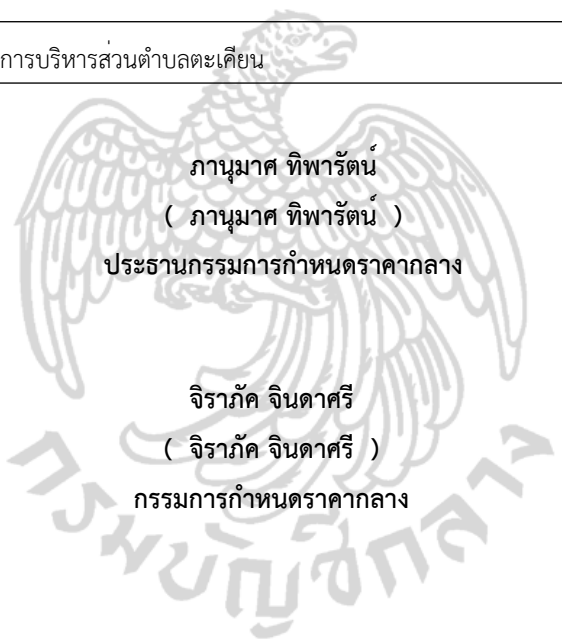 การบริหารส่วนตำบลตะเคียน
ภานุมาศ ทิพารัตน์
( ภานุมาศ ทิพารัตน์ )
ประธานกรรมการกำหนดราคากลาง
จิราภัค จินดาศรี
( จิราภัค จินดาศรี )
กรรมการกำหนดราคากลาง
กรมบัญชีกลาง